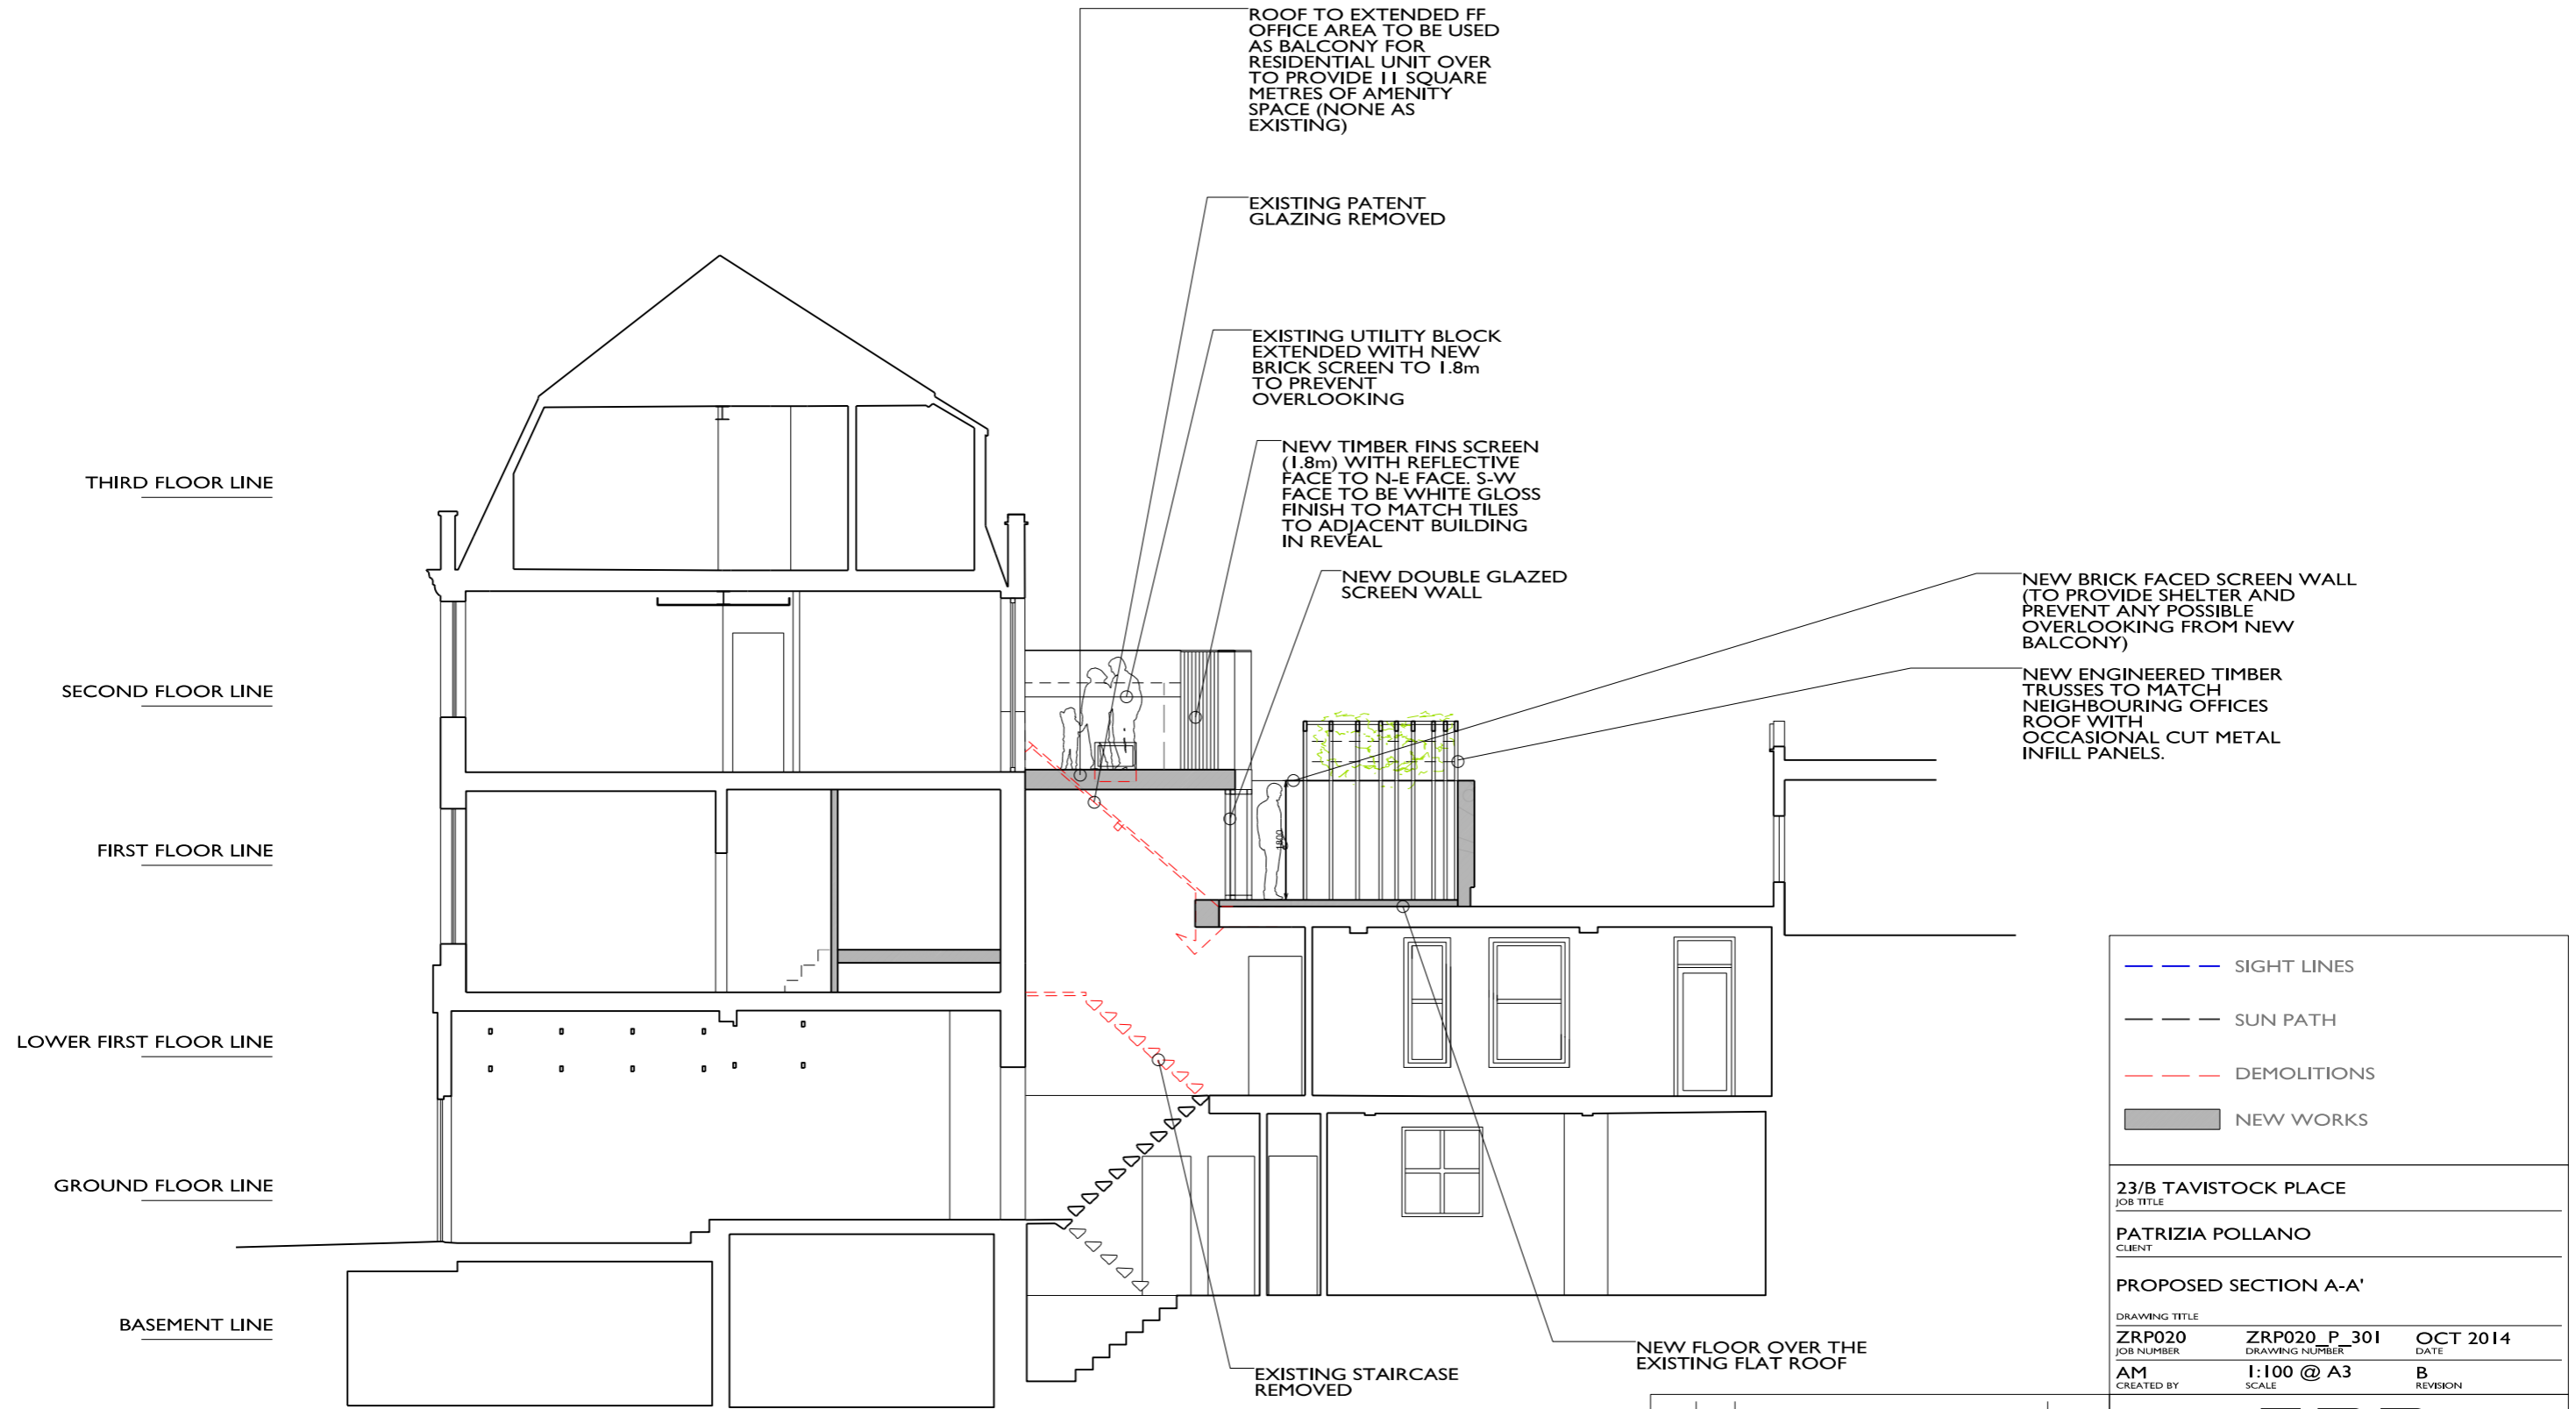 ROOF TO EXTENDED FF
OFFICE AREA TO BE USED
AS BALCONY FOR
RESIDENTIAL UNIT OVER
TO PROVIDE 11 SQUARE
METRES OF AMENITY
SPACE (NONE AS
EXISTING)
EXISTING PATENT
GLAZING REMOVED
EXISTING UTILITY BLOCK
EXTENDED WITH NEW
BRICK SCREEN TO 1.8m
TO PREVENT
OVERLOOKING
NEW TIMBER FINS SCREEN
(1.8m) WITH REFLECTIVE
FACE TO N-E FACE. S-W
FACE TO BE WHITE GLOSS
FINISH TO MATCH TILES
TO ADJACENT BUILDING
IN REVEAL
NEW DOUBLE GLAZED
SCREEN WALL
NEW BRICK FACED SCREEN WALL
(TO PROVIDE SHELTER AND
PREVENT ANY POSSIBLE
OVERLOOKING FROM NEW
BALCONY)
NEW ENGINEERED TIMBER
TRUSSES TO MATCH
NEIGHBOURING OFFICES
ROOF WITH
OCCASIONAL CUT METAL
INFILL PANELS.
THIRD FLOOR LINE
SECOND FLOOR LINE
FIRST FLOOR LINE
LOWER FIRST FLOOR LINE
GROUND FLOOR LINE
BASEMENT LINE
1800
EXISTING STAIRCASE
REMOVED
NEW FLOOR OVER THE
EXISTING FLAT ROOF
SIGHT LINES
SUN PATH
DEMOLITIONS
NEW WORKS
23/B TAVISTOCK PLACE
JOB TITLE
PATRIZIA POLLANO
CLIENT
PROPOSED SECTION A-A'
DRAWING TITLE
ZRP020 ZRP020_P_301 OCT 2014
JOB NUMBER DRAWING NUMBER DATE
AM 1:100 @ A3 B
CREATED BY SCALE REVISION